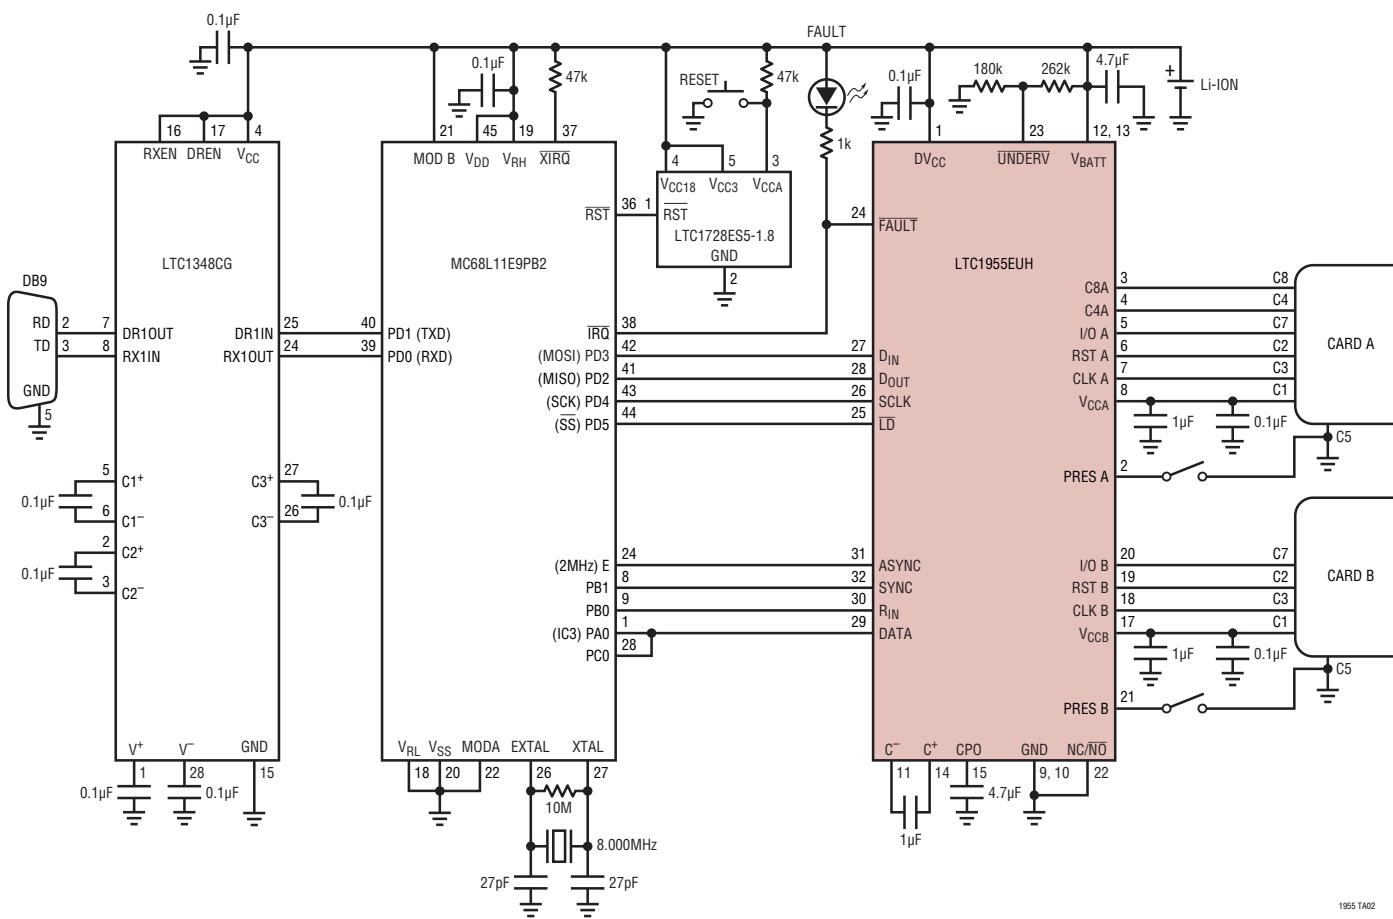 0.1µF
FAULT
0.1µF
47k
RESET
47k
0.1µF
180k
262k
4.7µF
+
Li-ION
1k
16 17 4
RXEN DREN VCC
21 45 19 37
MOD B VDD VRH XIRQ
4 5 3
VCC18 VCC3 VCCA
1 23 12, 13
DVCC UNDERV VBATT
RST 36 1 RST
LTC1728ES5-1.8
GND
2
24
FAULT
LTC1348CG
MC68L11E9PB2
LTC1955EUH
DB9
RD 2 7 DR1OUT
TD 3 8 RX1IN
GND
5
DR1IN 25 40 PD1 (TXD)
RX1OUT 24 39 PD0 (RXD)
IRQ 38
(MOSI) PD3 42 27 DIN
(MISO) PD2 41 28 DOUT
(SCK) PD4 43 26 SCLK
(SS) PD5 44 25 LD
C8A 3 C8
C4A 4 C4
I/O A 5 C7
RST A 6 C2
CLK A 7 C3
VCCA 8 C1
CARD A
1µF 0.1µF
C5
PRES A 2
5 C1+
0.1µF
6 C1–
2 C2+
0.1µF
3 C2–
C3+ 27
0.1µF
C3– 26
(2MHz) E 24 31 ASYNC
PB1 8 32 SYNC
PB0 9 30 RIN
(IC3) PA0 1 29 DATA
PC0 28
I/O B 20 C7
RST B 19 C2
CLK B 18 C3
VCCB 17 C1
CARD B
1µF 0.1µF
C5
PRES B 21
V+ V– GND
1 28 15
0.1µF 0.1µF
VRL VSS MODA EXTAL XTAL
18 20 22 26 27
10M
8.000MHz
27pF 27pF
C– C+ CPO GND NC/NO
11 14 15 9, 10 22
4.7µF
1µF
1955 TA02